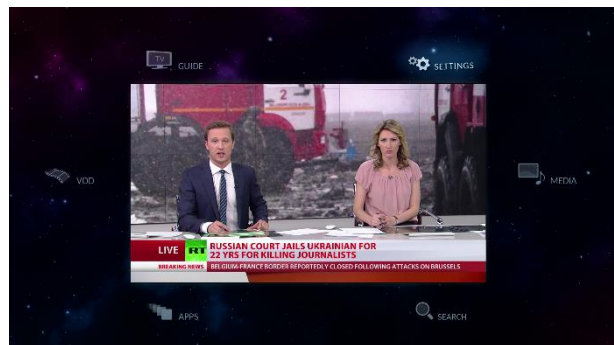 TV
GUIDE
SETTINGS
2
VOD
MEDIA
LIVE
RT
RUSSIAN COURT JAILS UKRAINIAN FOR
22 YRS FOR KILLING JOURNALISTS
BREAKING NEWS
BELGIUM-FRANCE BORDER REPORTEDLY CLOSED FOLLOWING ATTACKS ON BRUSSELS
APPS
SEARCH